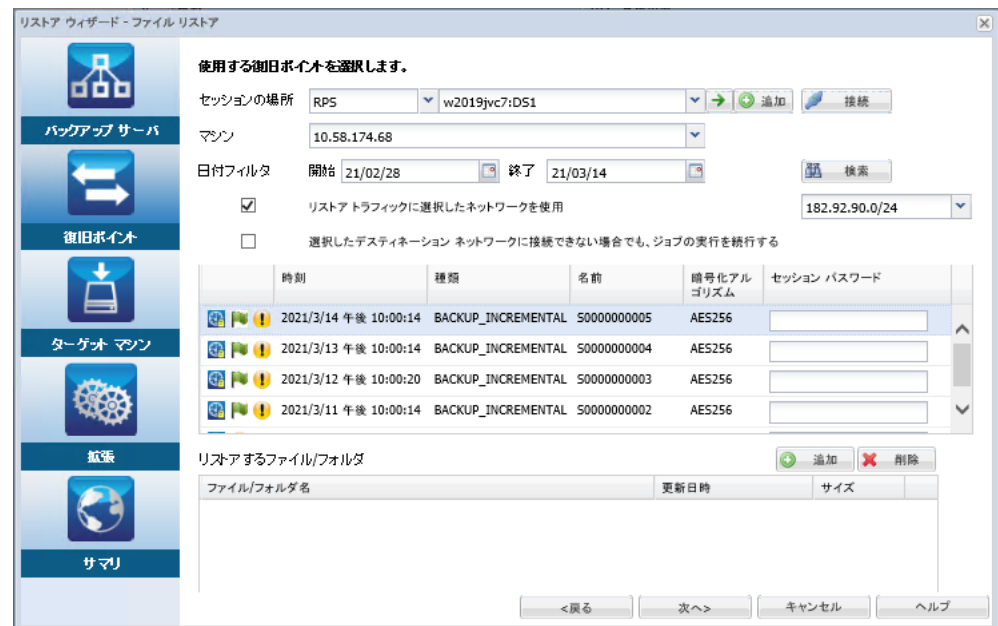 リストア ウィザード - ファイル リストア
バックアップ サーバ
復旧ポイント
ターゲット マシン
拡張
サマリ
使用する復旧ポイントを選択します。
セッションの場所 RPS w2019jvc7:DS1 追加 接続
マシン 10.58.174.68
日付フィルタ 開始 21/02/28 終了 21/03/14 検索
リストア トラフィックに選択したネットワークを使用 182.92.90.0/24
選択したデスティネーション ネットワークに接続できない場合でも、ジョブの実行を続行する
時刻 種類 名前 暗号化アルゴリズム セッション パスワード
2021/3/14 午後 10:00:14 BACKUP_INCREMENTAL S0000000005 AES256
2021/3/13 午後 10:00:14 BACKUP_INCREMENTAL S0000000004 AES256
2021/3/12 午後 10:00:20 BACKUP_INCREMENTAL S0000000003 AES256
2021/3/11 午後 10:00:14 BACKUP_INCREMENTAL S0000000002 AES256
リストアするファイル/フォルダ 追加 削除
ファイル/フォルダ名 更新日時 サイズ
<戻る 次へ> キャンセル ヘルプ